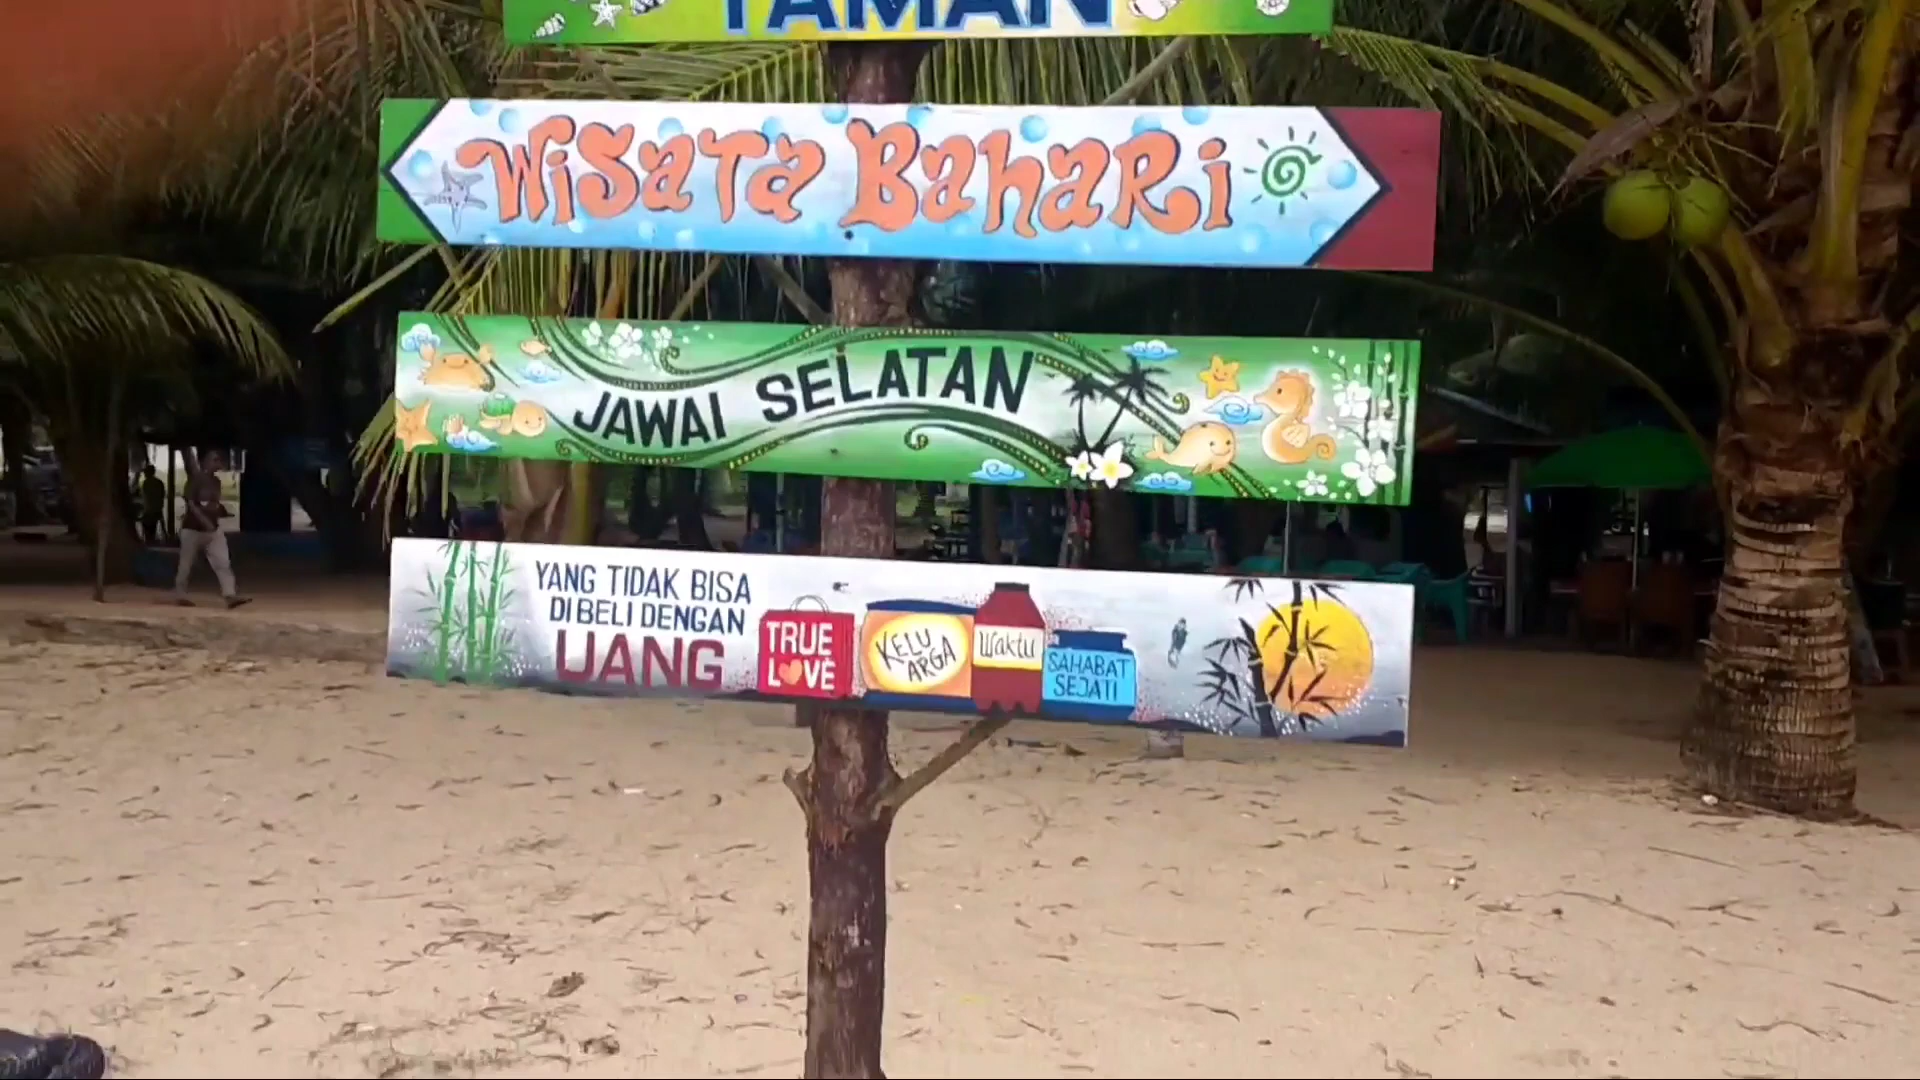 TAMAN
WiSaTa BahaRi
JAWAI SELATAN
YANG TIDAK BISA
DI BELI DENGAN
UANG
TRUE
LOVE
KELU
ARGA
Waktu
SAHABAT
SEJATI